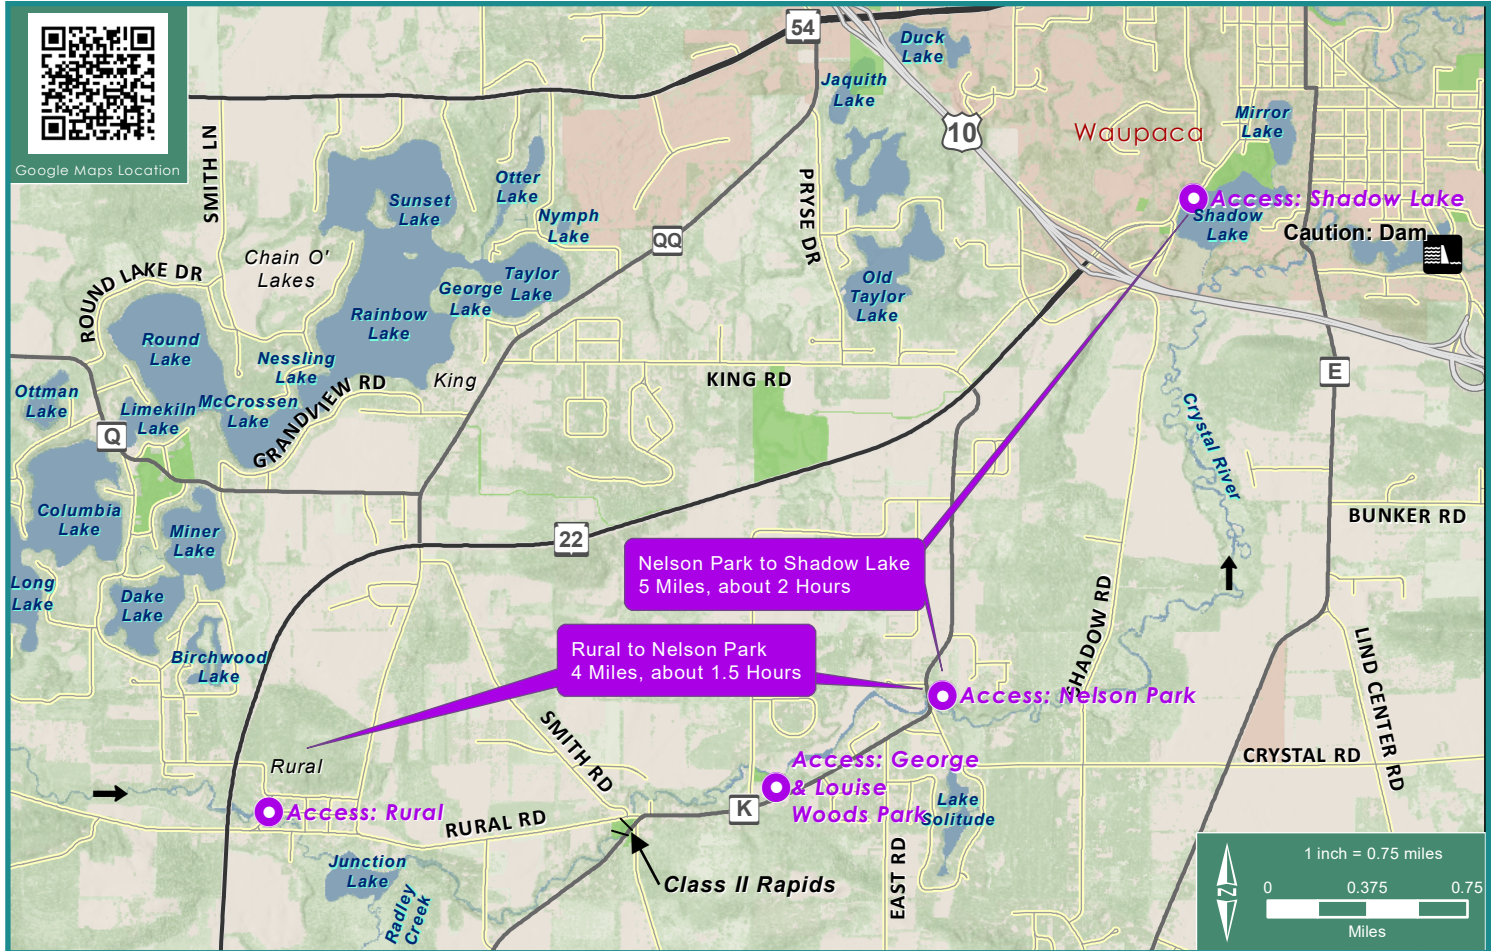 Google Maps Location
54
Duck
Lake
Jaquith
Lake
10
Waupaca
Mirror
Lake
SMITH LN
Sunset
Lake
Otter
Lake
Nymph
Lake
QQ
PRYSE DR
Access: Shadow Lake
Shadow
Lake
Caution: Dam
Chain O'
Lakes
ROUND LAKE DR
George
Lake
Taylor
Lake
Old
Taylor
Lake
Rainbow
Lake
Round
Lake
Nessling
Lake
GRANDVIEW RD
King
KING RD
E
Ottman
Lake
Limekiln
Lake
McCrossen
Lake
Q
Crystal River
Columbia
Lake
Miner
Lake
22
BUNKER RD
Nelson Park to Shadow Lake
5 Miles, about 2 Hours
Long
Lake
Dake
Lake
SHADOW RD
Birchwood
Lake
Rural to Nelson Park
4 Miles, about 1.5 Hours
LIND CENTER RD
Access: Nelson Park
SMITH RD
Rural
CRYSTAL RD
Access: George
& Louise
Woods Park
Access: Rural
RURAL RD
K
Lake
Solitude
Junction
Lake
Radley
Creek
Class II Rapids
EAST RD
N
1 inch = 0.75 miles
0 0.375 0.75
Miles